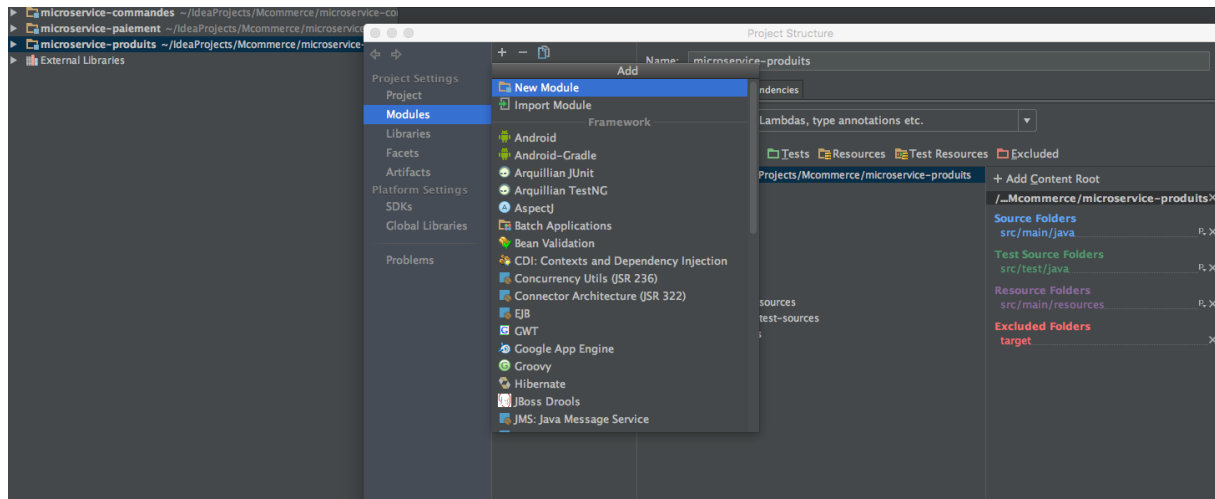 microservice-commandes ~/IdeaProjects/Mcommerce/microservice-co
microservice-paiement ~/IdeaProjects/Mcommerce/microservice
microservice-produits ~/IdeaProjects/Mcommerce/microservice-
External Libraries
Project Structure
Project Settings
Project
Modules
Libraries
Facets
Artifacts
Platform Settings
SDKs
Global Libraries
Problems
Add
New Module
Import Module
Framework
Android
Android-Gradle
Arquillian JUnit
Arquillian TestNG
AspectJ
Batch Applications
Bean Validation
CDI: Contexts and Dependency Injection
Concurrency Utils (JSR 236)
Connector Architecture (JSR 322)
EJB
GWT
Google App Engine
Groovy
Hibernate
JBoss Drools
JMS: Java Message Service
Name: microservice-produits
ndencies
Lambdas, type annotations etc.
Tests Resources Test Resources Excluded
Projects/Mcommerce/microservice-produits
sources
test-sources
s
+ Add Content Root
/...Mcommerce/microservice-produits
Source Folders
src/main/java
Test Source Folders
src/test/java
Resource Folders
src/main/resources
Excluded Folders
target